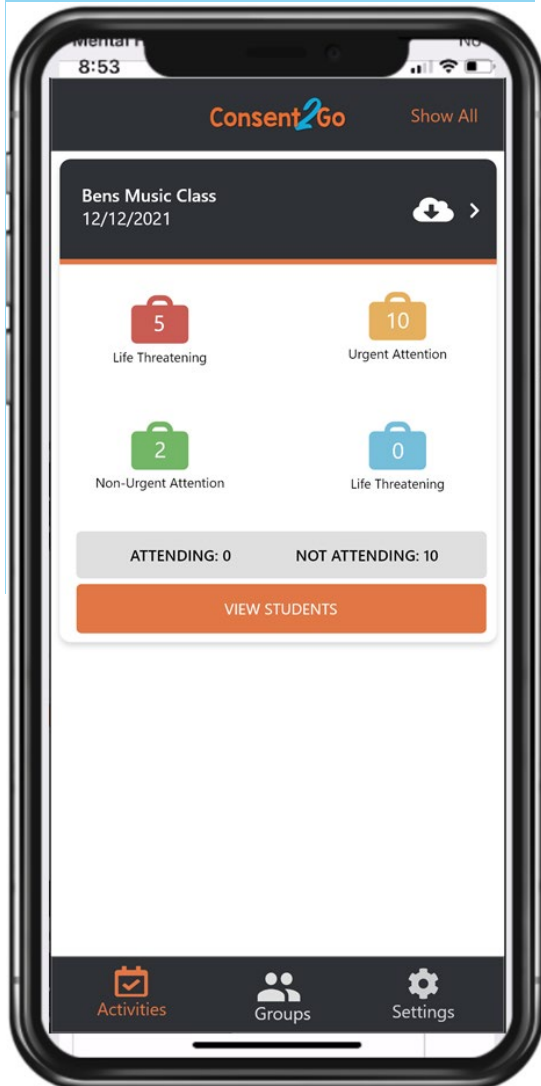 8:53
Consent2Go
Show All
Bens Music Class
12/12/2021
5
10
Life Threatening
Urgent Attention
2
0
Non-Urgent Attention
Life Threatening
ATTENDING: 0 NOT ATTENDING: 10
VIEW STUDENTS
Activities
Groups
Settings